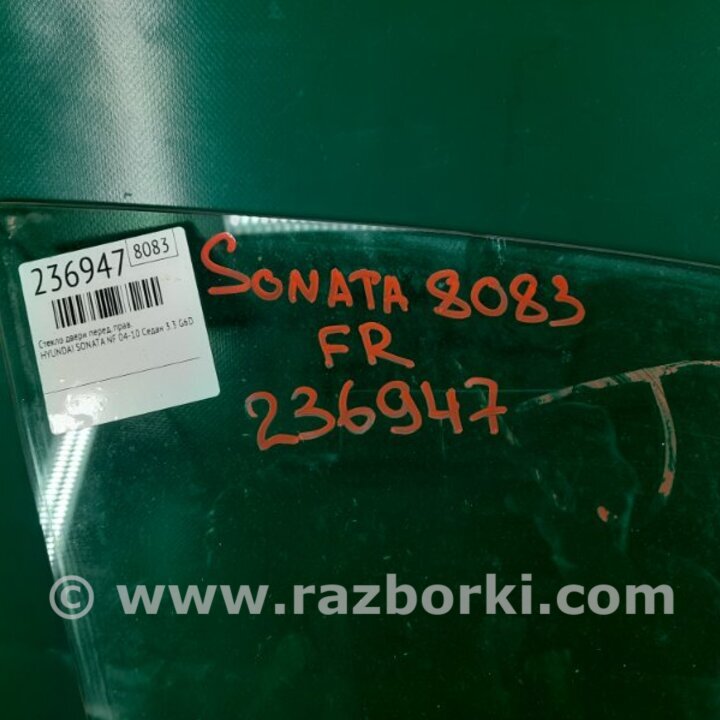 236947 8083
Стекло двери перед. прав.
HYUNDAI SONATA NF 04-10 Седан 3.3 G6D
SONATA 8083
FR
236947
© www.razborki.com